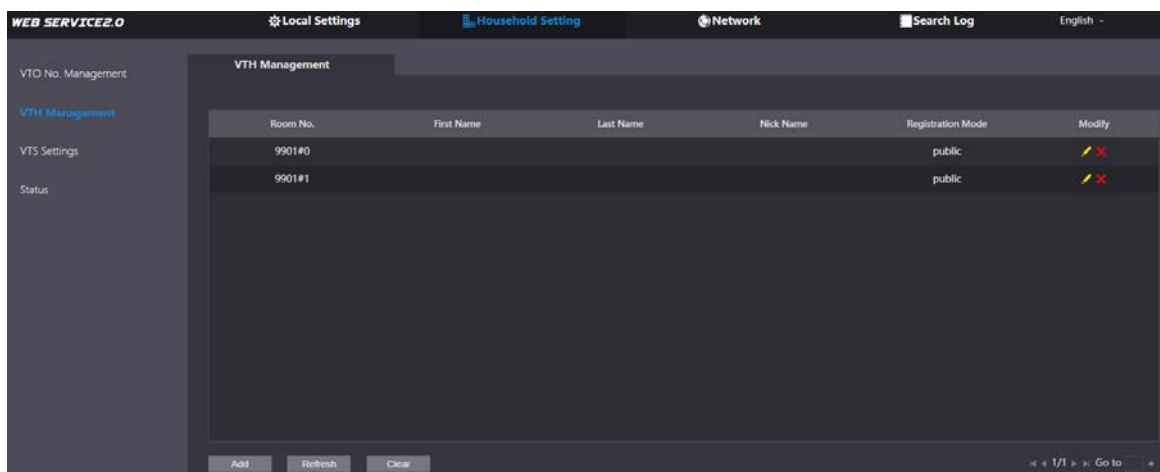 WEB SERVICE2.0 Local Settings Household Setting Network Search Log English
VTO No. Management
VTH Management
VTS Settings
Status
VTH Management
Room No. First Name Last Name Nick Name Registration Mode Modify
9901#0 public
9901#1 public
Add Refresh Clear 1/1 Go to